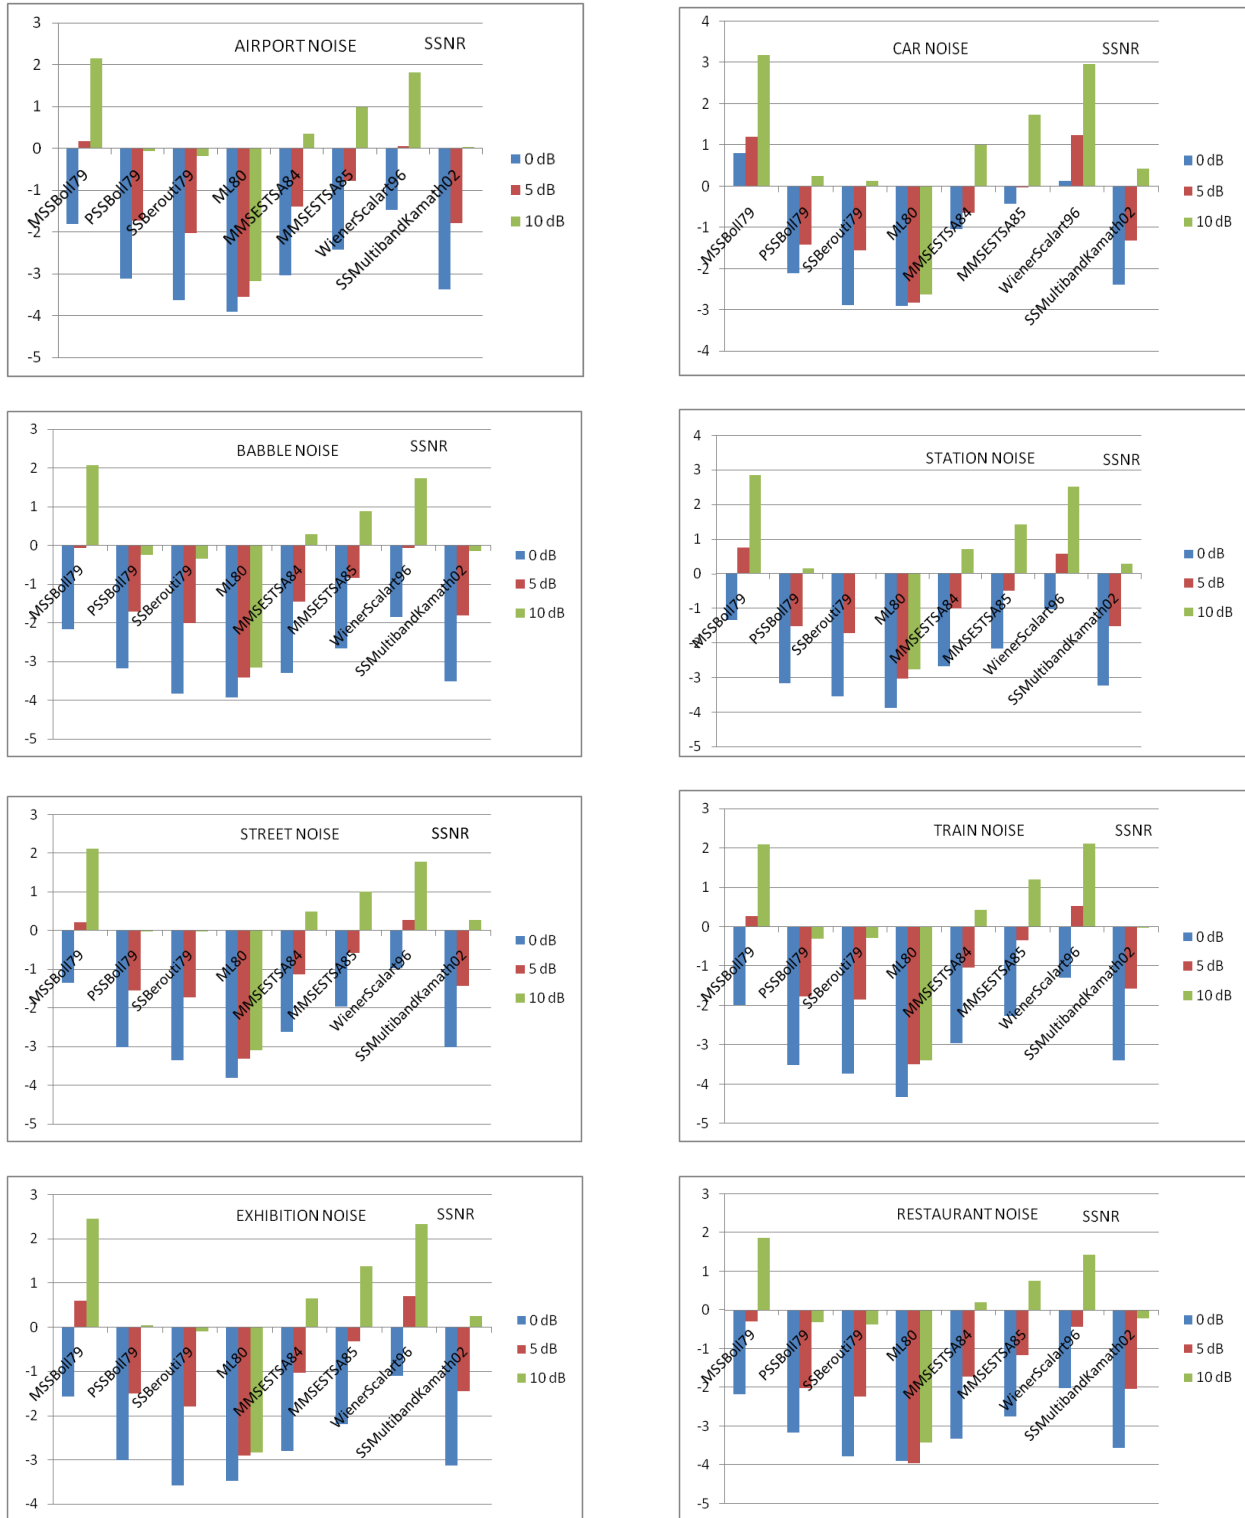 AIRPORT NOISE SSNR
3
2
1
0
-1
-2
-3
-4
-5
MSSBoll79
PSSBoll79
SSBerouti79
ML80
MMSESTSA84
MMSESTSA85
WienerScalart96
SSMultibandKamath02
0 dB
5 dB
10 dB
CAR NOISE SSNR
4
3
2
1
0
-1
-2
-3
-4
MSSBoll79
PSSBoll79
SSBerouti79
ML80
MMSESTSA84
MMSESTSA85
WienerScalart96
SSMultibandKamath02
0 dB
5 dB
10 dB
BABBLE NOISE SSNR
3
2
1
0
-1
-2
-3
-4
-5
MSSBoll79
PSSBoll79
SSBerouti79
ML80
MMSESTSA84
MMSESTSA85
WienerScalart96
SSMultibandKamath02
0 dB
5 dB
10 dB
STATION NOISE SSNR
4
3
2
1
0
-1
-2
-3
-4
-5
MSSBoll79
PSSBoll79
SSBerouti79
ML80
MMSESTSA84
MMSESTSA85
WienerScalart96
SSMultibandKamath02
0 dB
5 dB
10 dB
STREET NOISE SSNR
3
2
1
0
-1
-2
-3
-4
-5
MSSBoll79
PSSBoll79
SSBerouti79
ML80
MMSESTSA84
MMSESTSA85
WienerScalart96
SSMultibandKamath02
0 dB
5 dB
10 dB
TRAIN NOISE SSNR
3
2
1
0
-1
-2
-3
-4
-5
MSSBoll79
PSSBoll79
SSBerouti79
ML80
MMSESTSA84
MMSESTSA85
WienerScalart96
SSMultibandKamath02
0 dB
5 dB
10 dB
EXHIBITION NOISE SSNR
3
2
1
0
-1
-2
-3
-4
MSSBoll79
PSSBoll79
SSBerouti79
ML80
MMSESTSA84
MMSESTSA85
WienerScalart96
SSMultibandKamath02
0 dB
5 dB
10 dB
RESTAURANT NOISE SSNR
3
2
1
0
-1
-2
-3
-4
-5
MSSBoll79
PSSBoll79
SSBerouti79
ML80
MMSESTSA84
MMSESTSA85
WienerScalart96
SSMultibandKamath02
0 dB
5 dB
10 dB